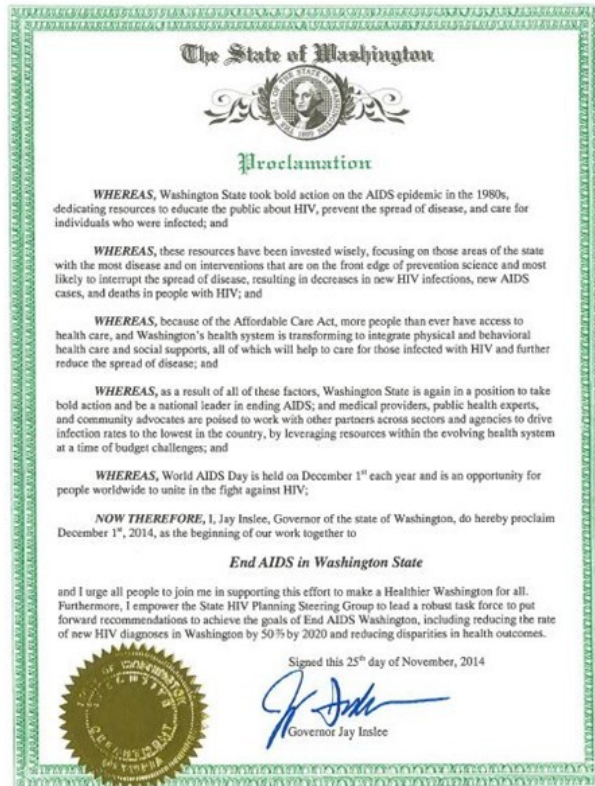 The State of Washington
THE SEAL OF THE STATE OF WASHINGTON
1889
Proclamation
WHEREAS, Washington State took bold action on the AIDS epidemic in the 1980s,
dedicating resources to educate the public about HIV, prevent the spread of disease, and care for
individuals who were infected; and
WHEREAS, these resources have been invested wisely, focusing on those areas of the state
with the most disease and on interventions that are on the front edge of prevention science and most
likely to interrupt the spread of disease, resulting in decreases in new HIV infections, new AIDS
cases, and deaths in people with HIV; and
WHEREAS, because of the Affordable Care Act, more people than ever have access to
health care, and Washington's health system is transforming to integrate physical and behavioral
health care and social supports, all of which will help to care for those infected with HIV and further
reduce the spread of disease; and
WHEREAS, as a result of all of these factors, Washington State is again in a position to take
bold action and be a national leader in ending AIDS; and medical providers, public health experts,
and community advocates are poised to work with other partners across sectors and agencies to drive
infection rates to the lowest in the country, by leveraging resources within the evolving health system
at a time of budget challenges; and
WHEREAS, World AIDS Day is held on December 1st each year and is an opportunity for
people worldwide to unite in the fight against HIV;
NOW THEREFORE, I, Jay Inslee, Governor of the state of Washington, do hereby proclaim
December 1st, 2014, as the beginning of our work together to
End AIDS in Washington State
and I urge all people to join me in supporting this effort to make a Healthier Washington for all.
Furthermore, I empower the State HIV Planning Steering Group to lead a robust task force to put
forward recommendations to achieve the goals of End AIDS Washington, including reducing the rate
of new HIV diagnoses in Washington by 50% by 2020 and reducing disparities in health outcomes.
Signed this 25th day of November, 2014
Governor Jay Inslee